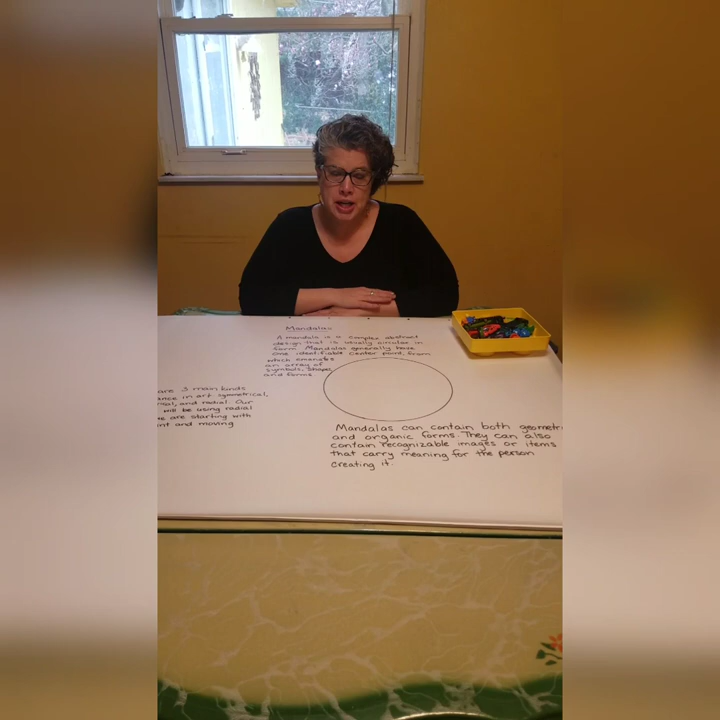 Mandalas
A mandala is a complex abstract
design that is usually circular in
form. Mandalas generally have
one identifiable center point, from
which emanates
an array of
symbols, shapes
and forms.
are 3 main kinds
ance in art symmetrical,
and radial. Our
will be using radial
we are starting with
and moving
Mandalas can contain both geometri
and organic forms. They can also
contain recognizable images or items
that carry meaning for the person
creating it.